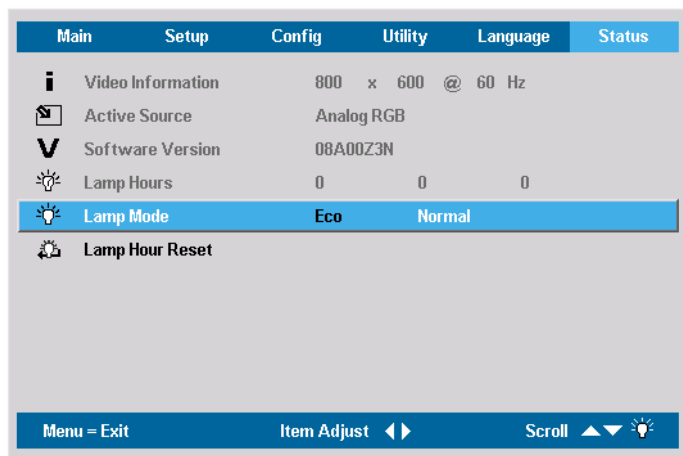 Main Setup Config Utility Language Status
Video Information 800 x 600 @ 60 Hz
Active Source Analog RGB
V Software Version 08A00Z3N
Lamp Hours 0 0 0
Lamp Mode Eco Normal
Lamp Hour Reset
Menu = Exit Item Adjust Scroll